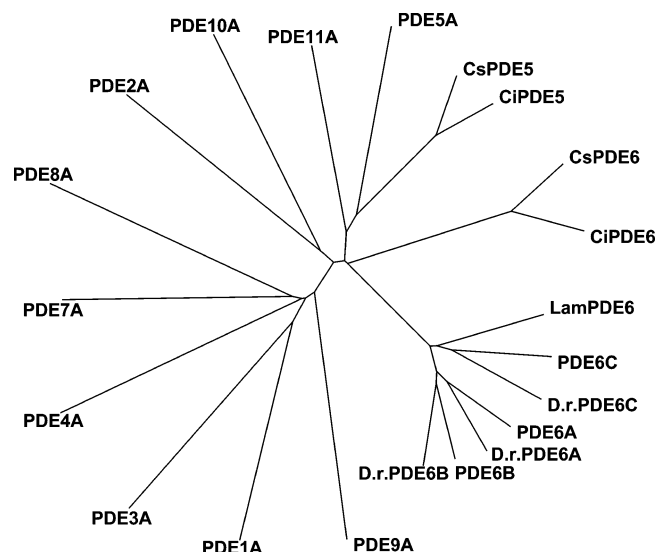 PDE5A
PDE10A
PDE11A
CsPDE5
PDE2A
CiPDE5
CsPDE6
PDE8A
CiPDE6
LamPDE6
PDE7A
PDE6C
D.r.PDE6C
PDE4A
PDE6A
D.r.PDE6A
D.r.PDE6B PDE6B
PDE3A
PDE1A
PDE9A